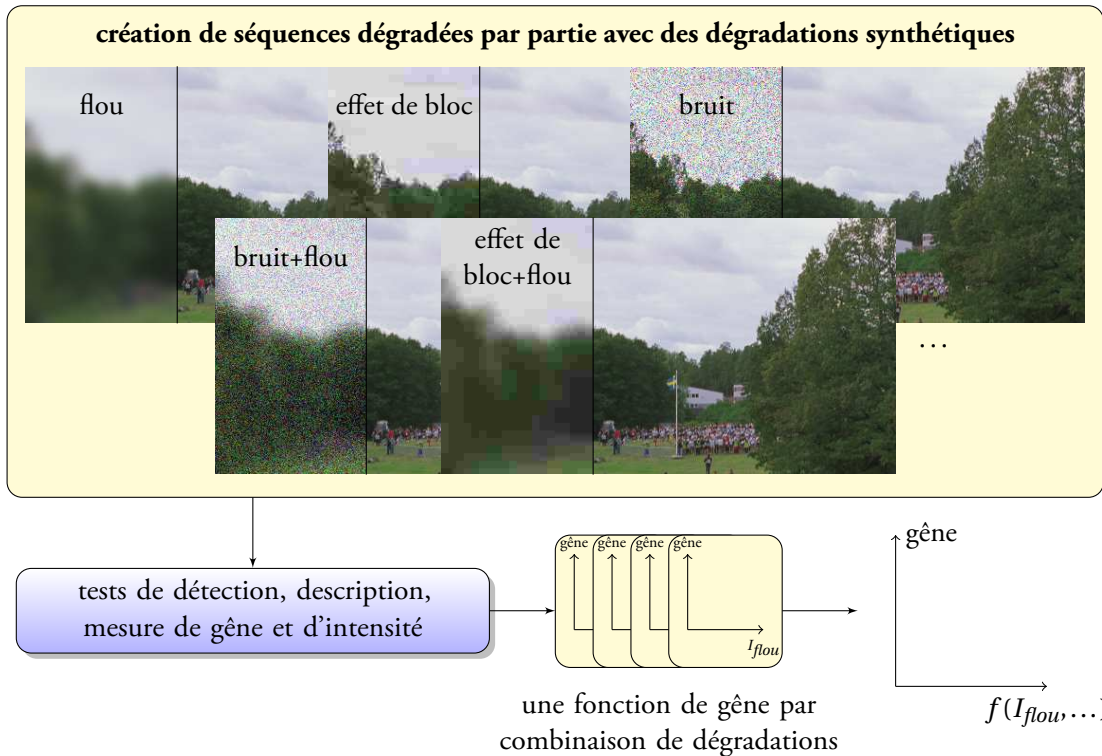 création de séquences dégradées par partie avec des dégradations synthétiques
flou
effet de bloc
bruit
bruit+flou
effet de
bloc+flou
...
tests de détection, description,
mesure de gêne et d'intensité
gêne
gêne
gêne
gêne
I_flou
une fonction de gêne par
combinaison de dégradations
gêne
f(I_flou, ...)